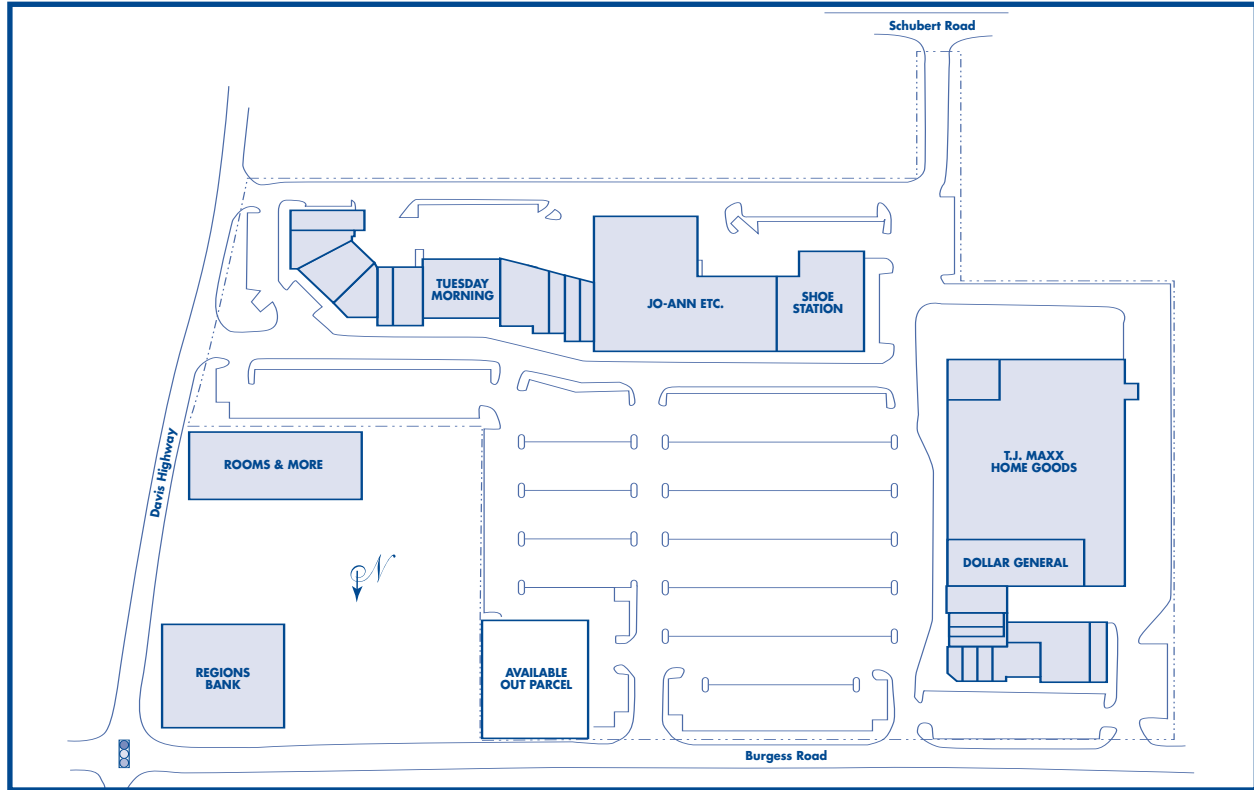 Schubert Road
TUESDAY
MORNING
JO-ANN ETC.
SHOE
STATION
Davis Highway
ROOMS & MORE
T.J. MAXX
HOME GOODS
DOLLAR GENERAL
N
REGIONS
BANK
AVAILABLE
OUT PARCEL
Burgess Road